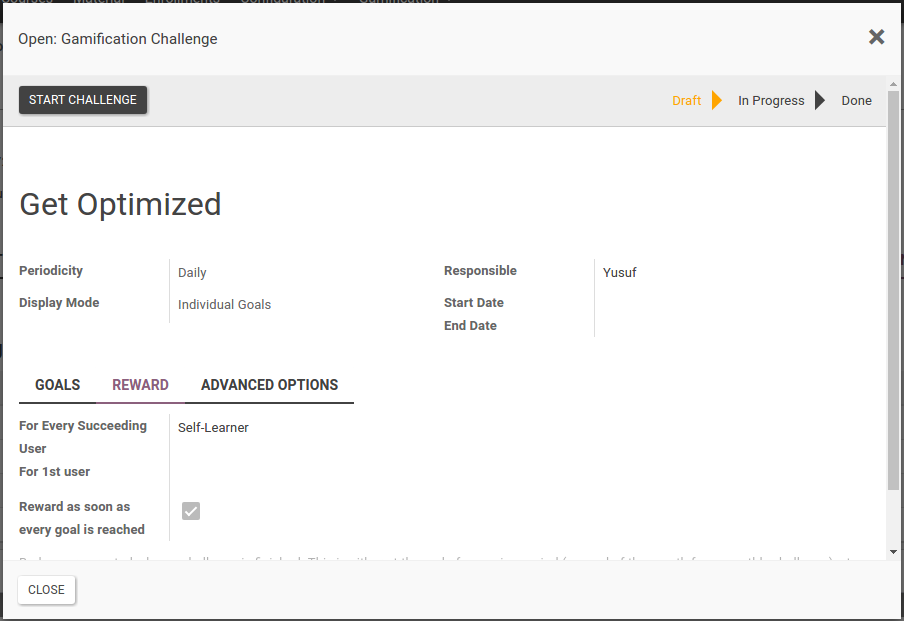 Open: Gamification Challenge
START CHALLENGE
Draft
In Progress
Done
Get Optimized
Periodicity
Daily
Responsible
Yusuf
Display Mode
Individual Goals
Start Date
End Date
GOALS
REWARD
ADVANCED OPTIONS
For Every Succeeding
User
Self-Learner
For 1st user
Reward as soon as
every goal is reached
CLOSE